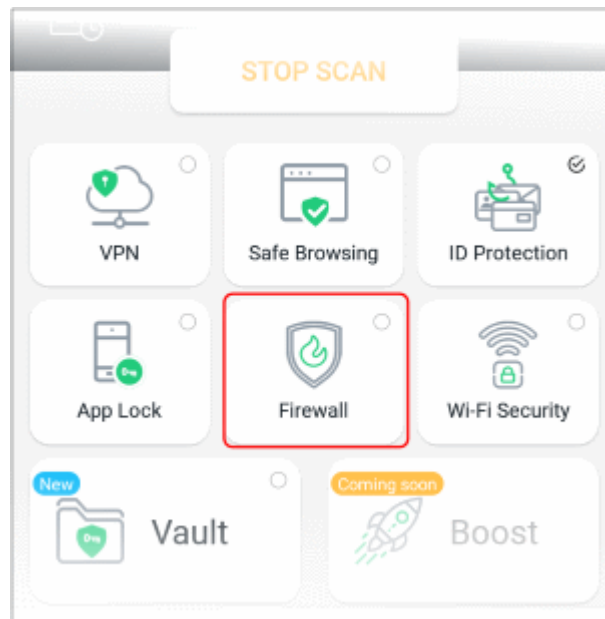 STOP SCAN
VPN
Safe Browsing
ID Protection
App Lock
Firewall
Wi-Fi Security
New
Vault
Coming soon
Boost